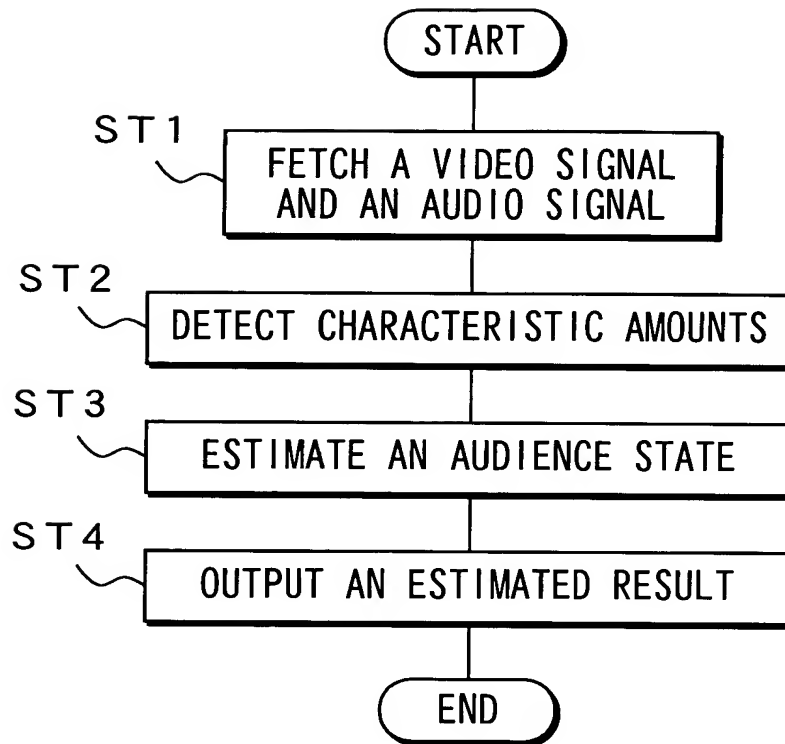 START
ST1
FETCH A VIDEO SIGNAL
AND AN AUDIO SIGNAL
ST2
DETECT CHARACTERISTIC AMOUNTS
ST3
ESTIMATE AN AUDIENCE STATE
ST4
OUTPUT AN ESTIMATED RESULT
END